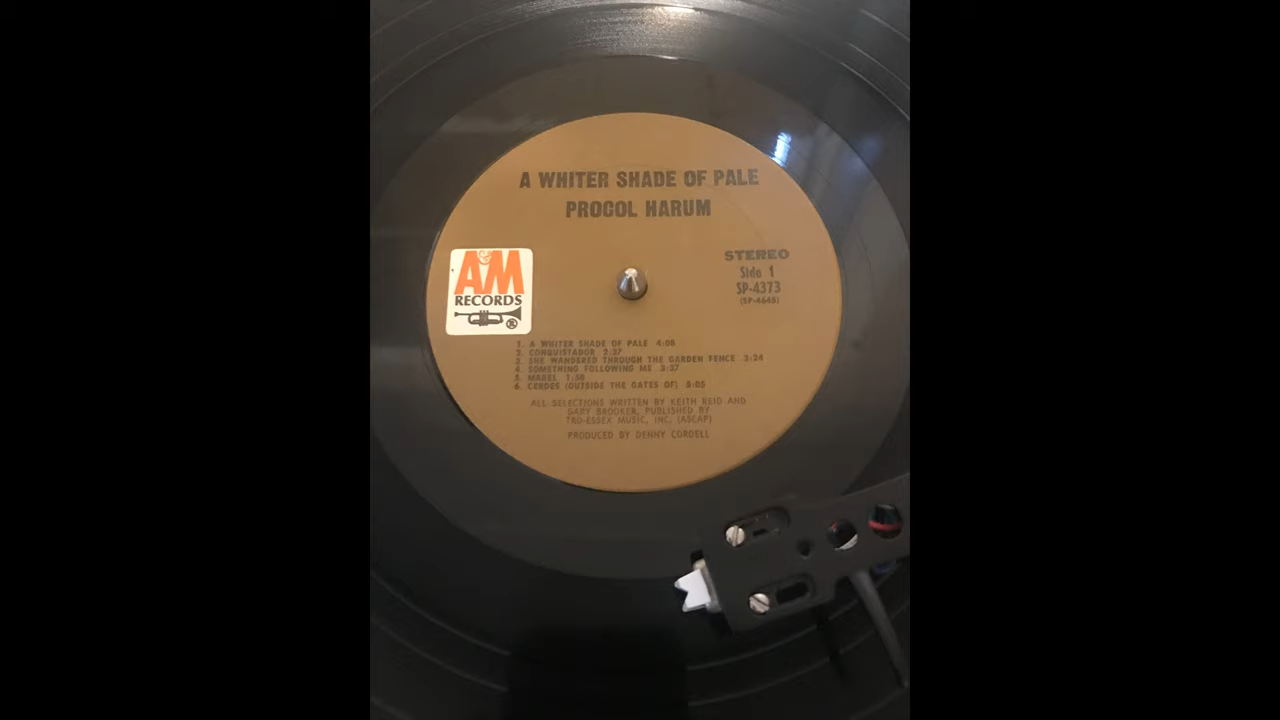 A WHITER SHADE OF PALE
PROCOL HARUM
A&M
RECORDS
®
STEREO
Side 1
SP-4373
(SP-4648)
1. A WHITER SHADE OF PALE 4:08
2. CONQUISTADOR 2:37
3. SHE WANDERED THROUGH THE GARDEN FENCE 3:24
4. SOMETHING FOLLOWING ME 3:37
5. MABEL 1:50
6. CERDES (OUTSIDE THE GATES OF) 5:05
ALL SELECTIONS WRITTEN BY KEITH REID AND
GARY BROOKER, PUBLISHED BY
TRO-ESSEX MUSIC, INC. (ASCAP)
PRODUCED BY DENNY CORDELL